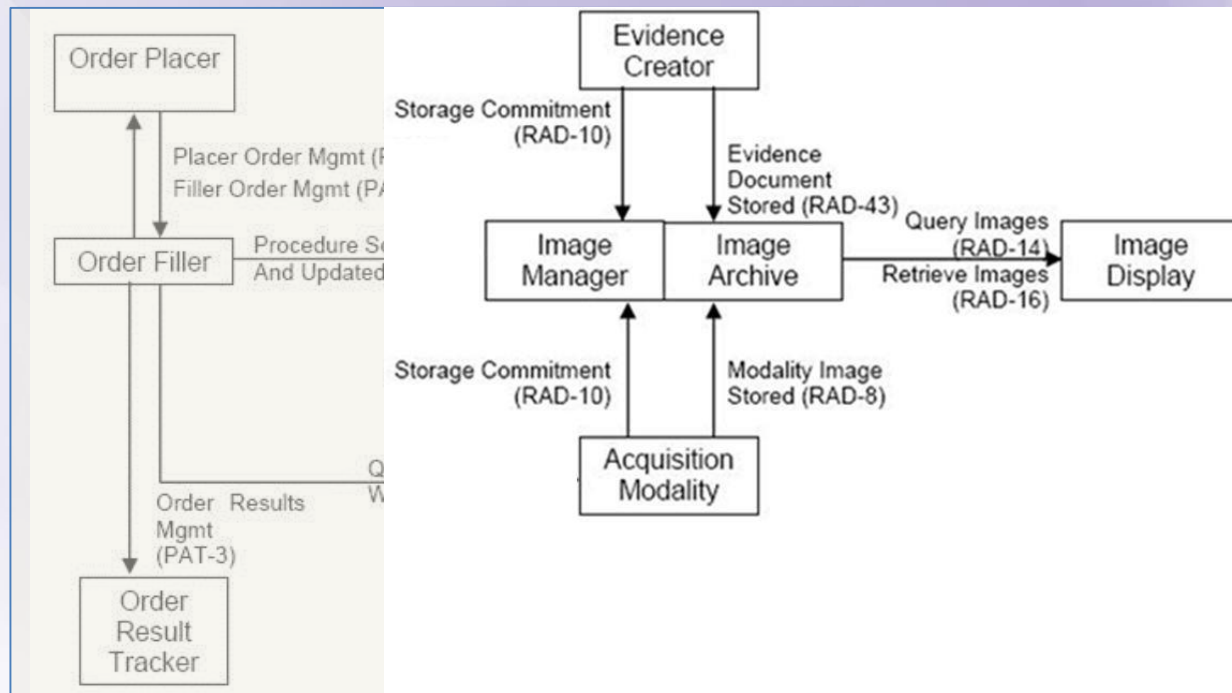 Order Placer
Placer Order Mgmt (
Filler Order Mgmt (PA
Order Filler
Procedure Sc
And Updated
Order Results
Mgmt
(PAT-3)
Order
Result
Tracker
Evidence
Creator
Storage Commitment
(RAD-10)
Evidence
Document
Stored (RAD-43)
Image
Manager
Image
Archive
Query Images
(RAD-14)
Retrieve Images
(RAD-16)
Image
Display
Storage Commitment
(RAD-10)
Modality Image
Stored (RAD-8)
Acquisition
Modality